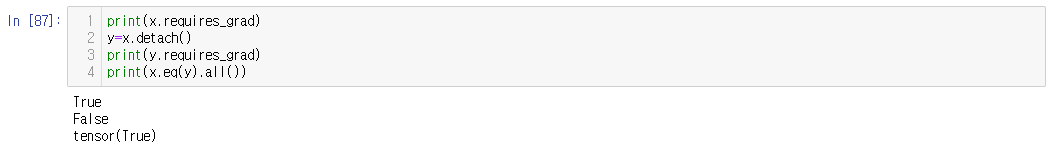 In [87]:
1 print(x.requires_grad)
2 y=x.detach()
3 print(y.requires_grad)
4 print(x.eq(y).all())
True
False
tensor(True)